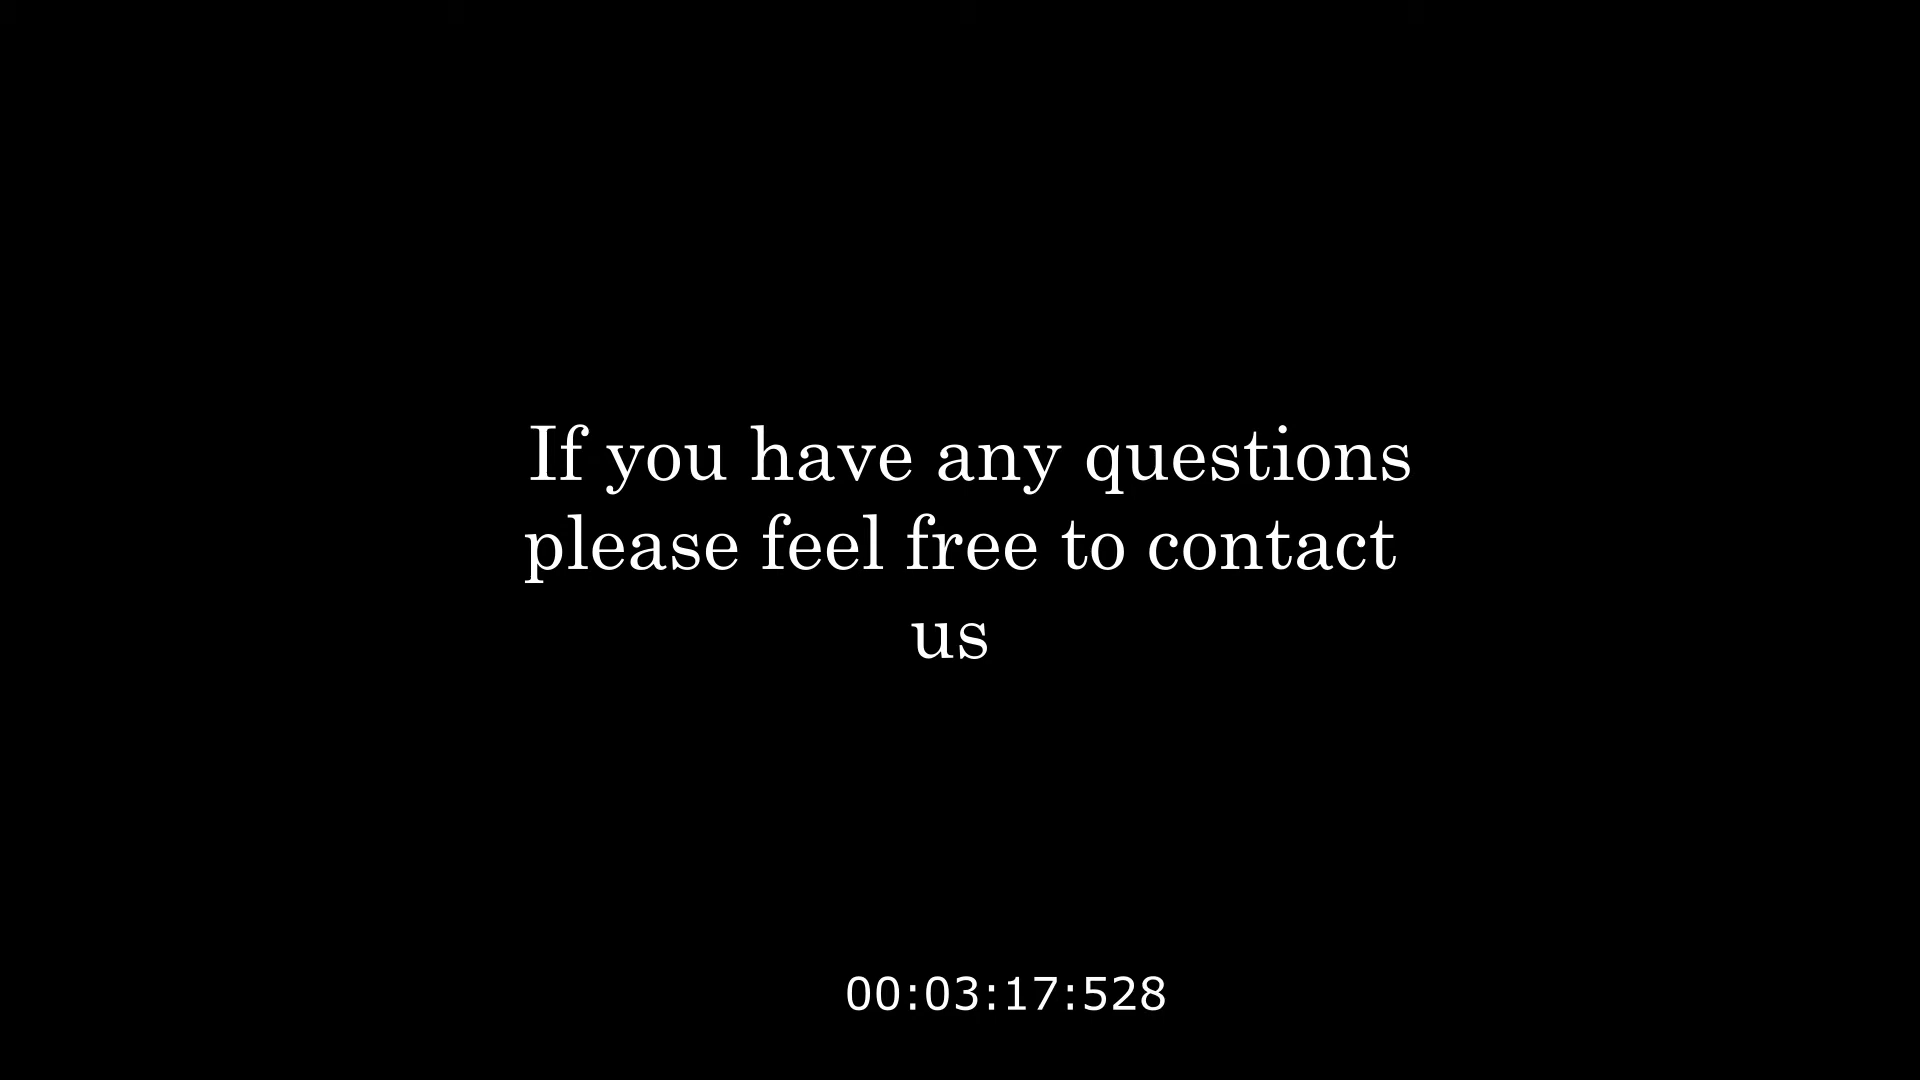 If you have any questions
please feel free to contact
us
00:03:17:528